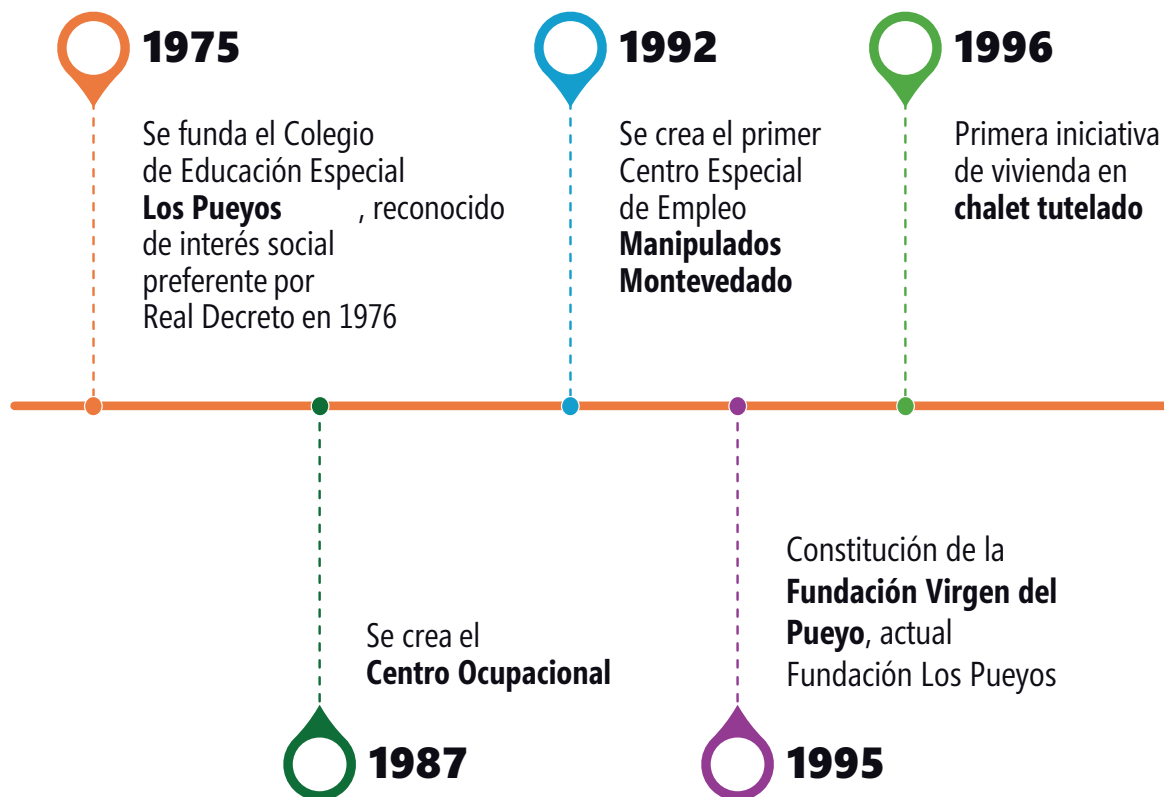 1975
Se funda el Colegio
de Educación Especial
Los Pueyos , reconocido
de interés social
preferente por
Real Decreto en 1976
1992
Se crea el primer
Centro Especial
de Empleo
Manipulados
Montevedado
1996
Primera iniciativa
de vivienda en
chalet tutelado
Se crea el
Centro Ocupacional
1987
Constitución de la
Fundación Virgen del
Pueyo, actual
Fundación Los Pueyos
1995